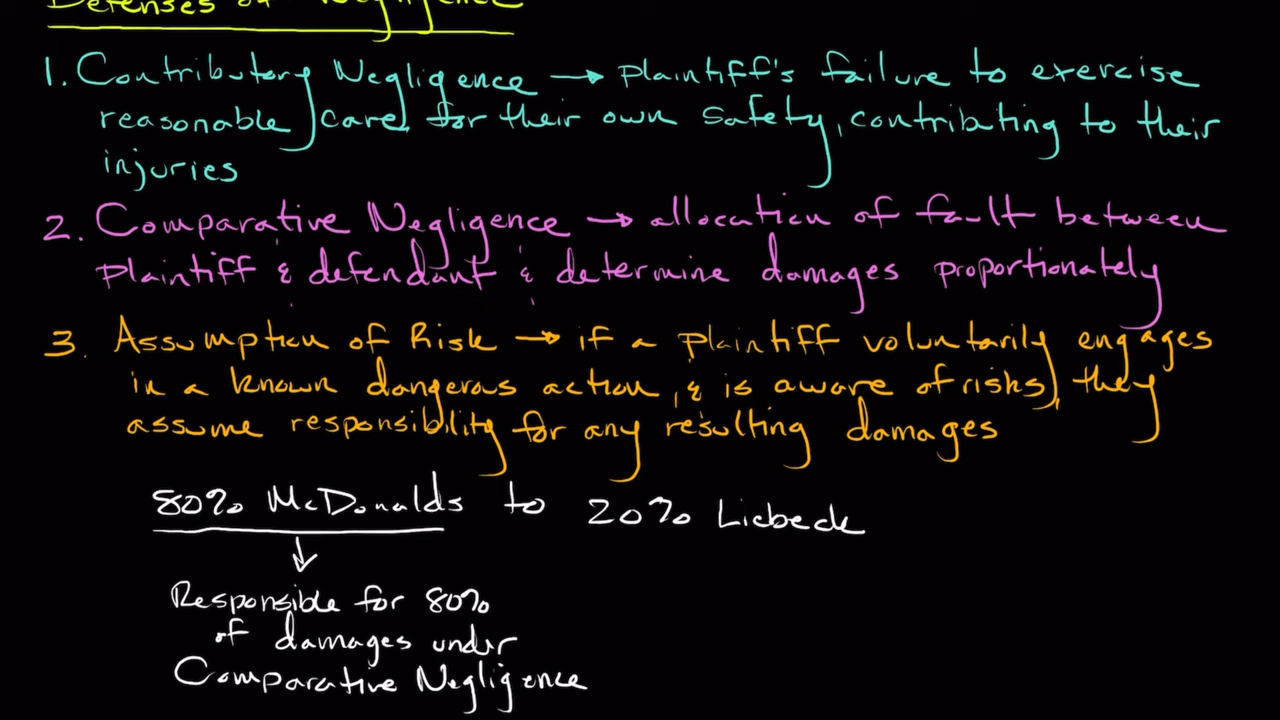 Defenses of Negligence
1. Contributory Negligence → plaintiff's failure to exercise
reasonable care for their own safety, contributing to their
injuries
2. Comparative Negligence → allocation of fault between
plaintiff & defendant & determine damages proportionately
3. Assumption of Risk → if a plaintiff voluntarily engages
in a known dangerous action, & is aware of risks, they
assume responsibility for any resulting damages
80% McDonalds to 20% Liebeck
↓
Responsible for 80%
of damages under
Comparative Negligence